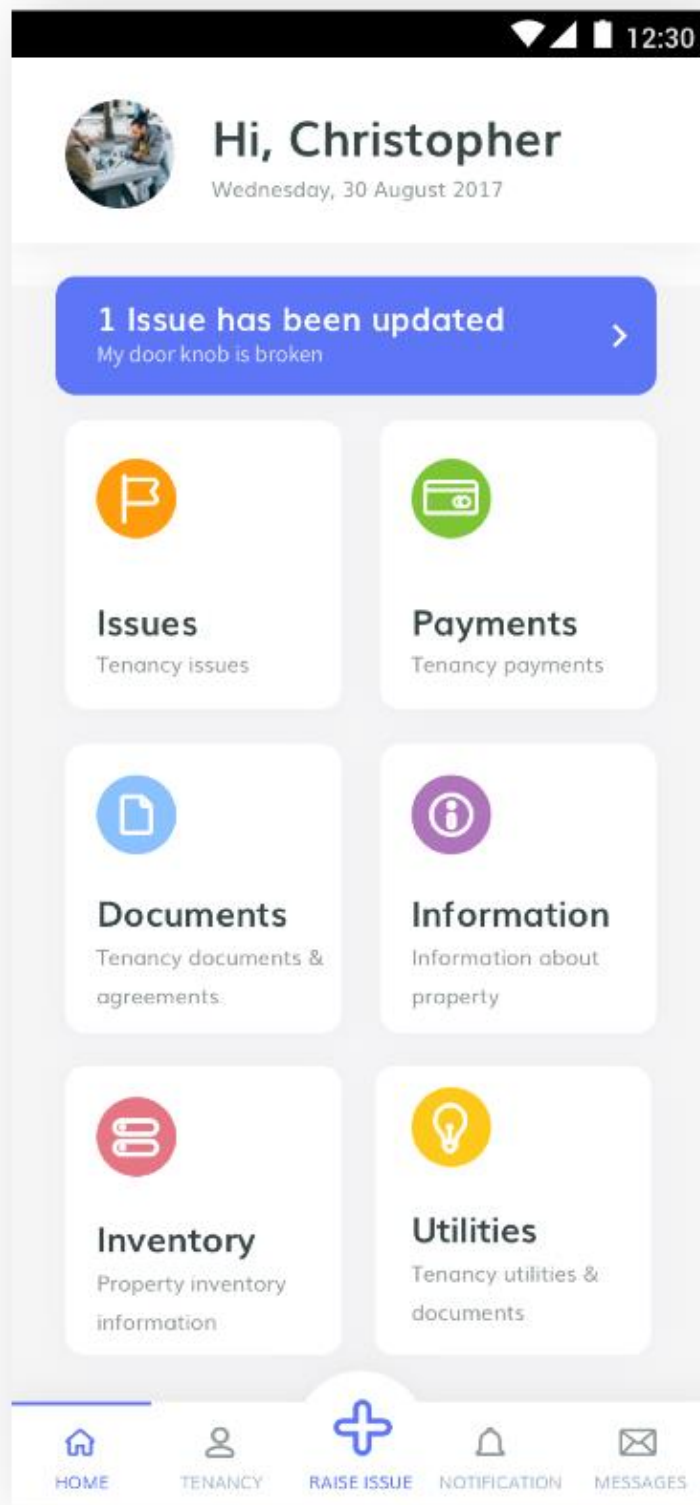 12:30
Hi, Christopher
Wednesday, 30 August 2017
1 Issue has been updated
My door knob is broken
Issues
Tenancy issues
Payments
Tenancy payments
Documents
Tenancy documents &
agreements
Information
Information about
property
Inventory
Property inventory
information
Utilities
Tenancy utilities &
documents
HOME
TENANCY
RAISE ISSUE
NOTIFICATION
MESSAGES